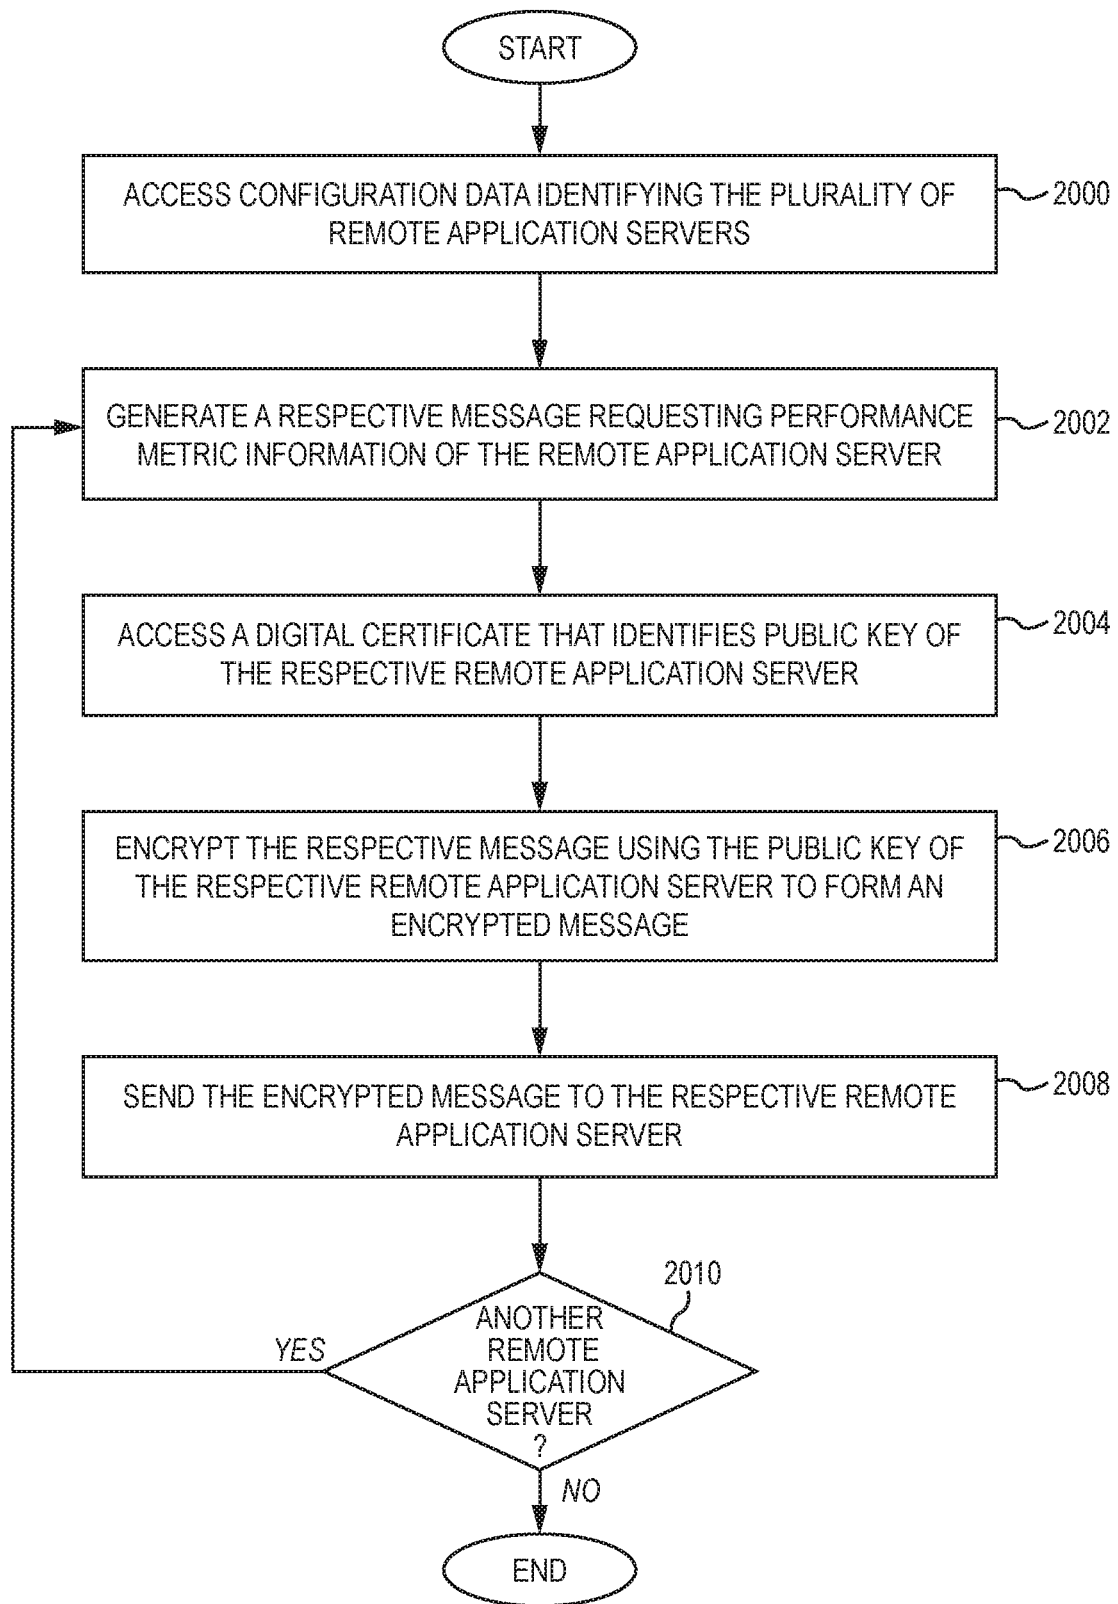 START
ACCESS CONFIGURATION DATA IDENTIFYING THE PLURALITY OF
REMOTE APPLICATION SERVERS
2000
GENERATE A RESPECTIVE MESSAGE REQUESTING PERFORMANCE
METRIC INFORMATION OF THE REMOTE APPLICATION SERVER
2002
ACCESS A DIGITAL CERTIFICATE THAT IDENTIFIES PUBLIC KEY OF
THE RESPECTIVE REMOTE APPLICATION SERVER
2004
ENCRYPT THE RESPECTIVE MESSAGE USING THE PUBLIC KEY OF
THE RESPECTIVE REMOTE APPLICATION SERVER TO FORM AN
ENCRYPTED MESSAGE
2006
SEND THE ENCRYPTED MESSAGE TO THE RESPECTIVE REMOTE
APPLICATION SERVER
2008
2010
ANOTHER
REMOTE
APPLICATION
SERVER
?
YES
NO
END